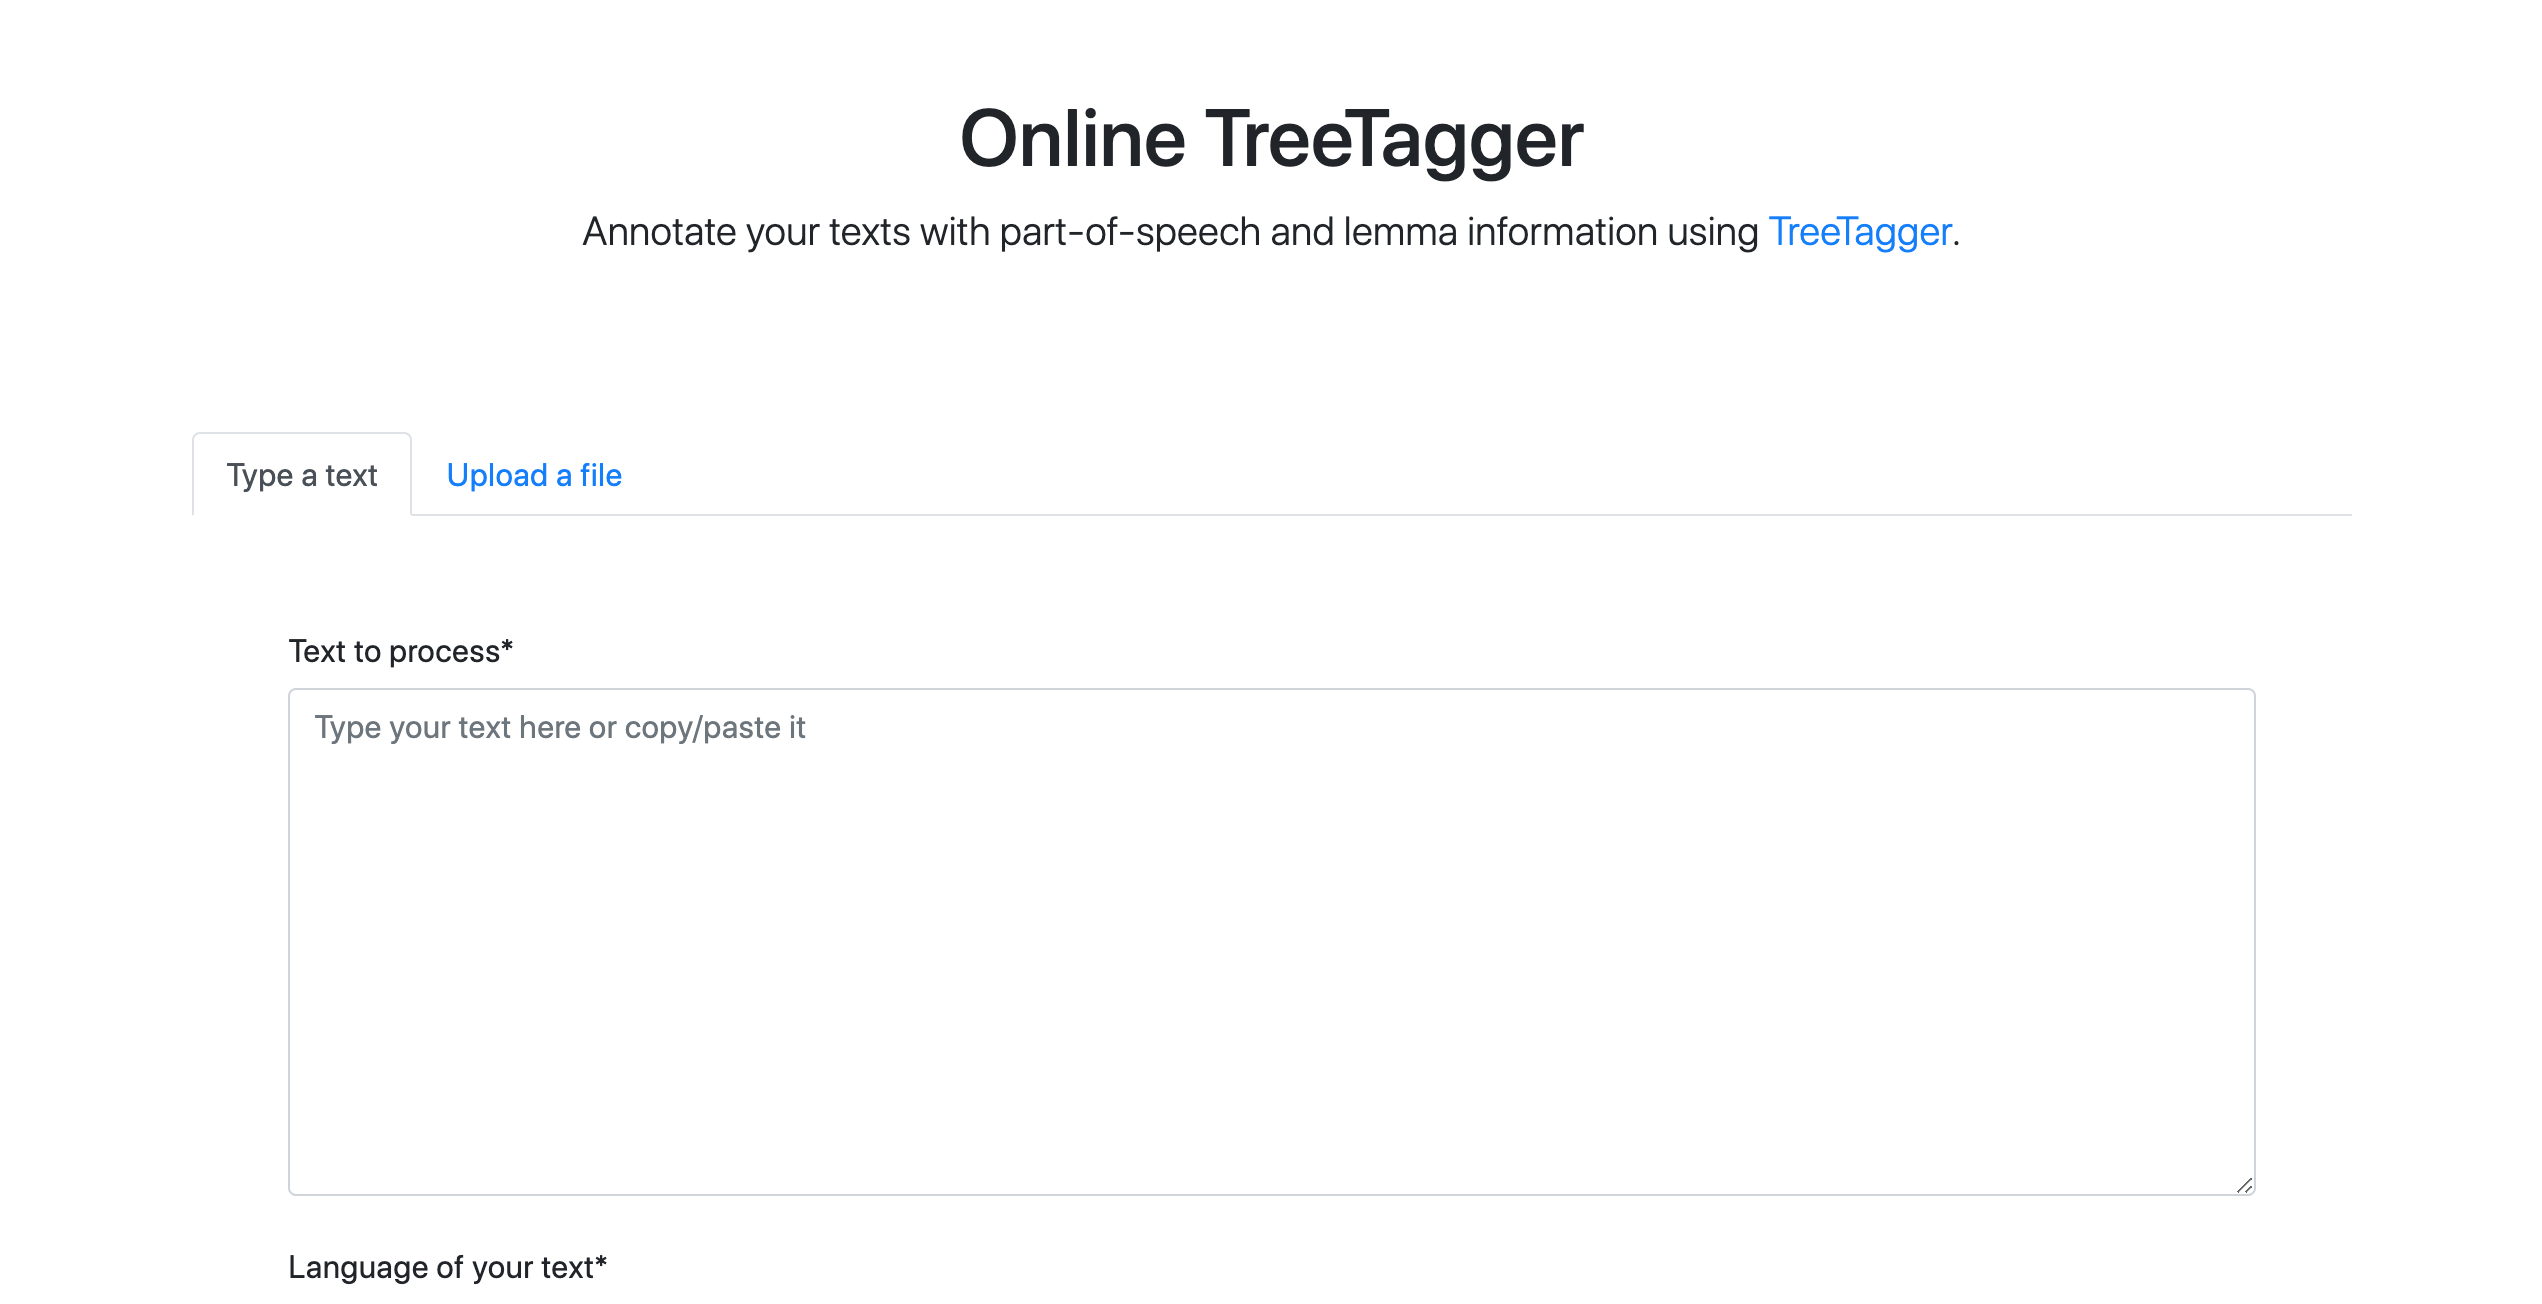 Online TreeTagger
Annotate your texts with part-of-speech and lemma information using TreeTagger.
Type a text
Upload a file
Text to process*
Type your text here or copy/paste it
Language of your text*